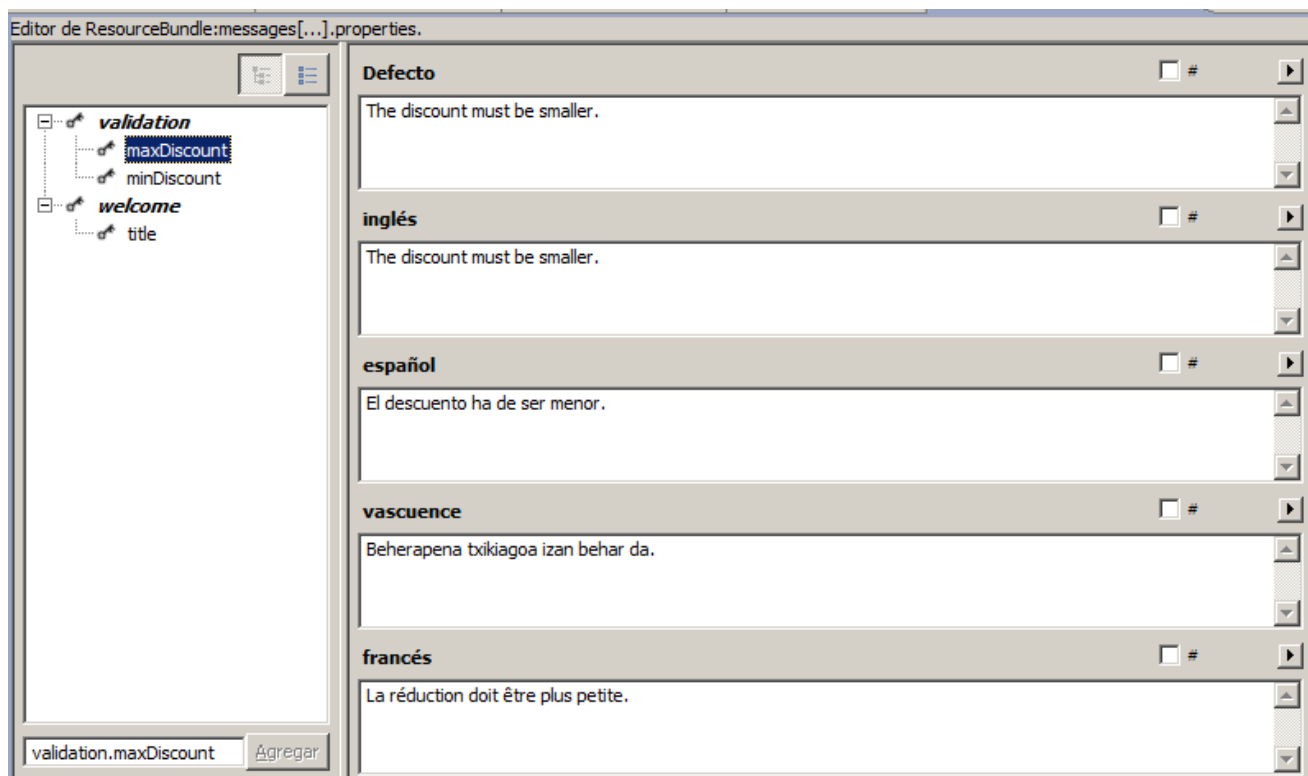 Editor de ResourceBundle:messages[...].properties.
validation
maxDiscount
minDiscount
welcome
title
validation.maxDiscount
Agregar
Defecto
#
The discount must be smaller.
inglés
#
The discount must be smaller.
español
#
El descuento ha de ser menor.
vascuence
#
Beherapena txikiagoa izan behar da.
francés
#
La réduction doit être plus petite.